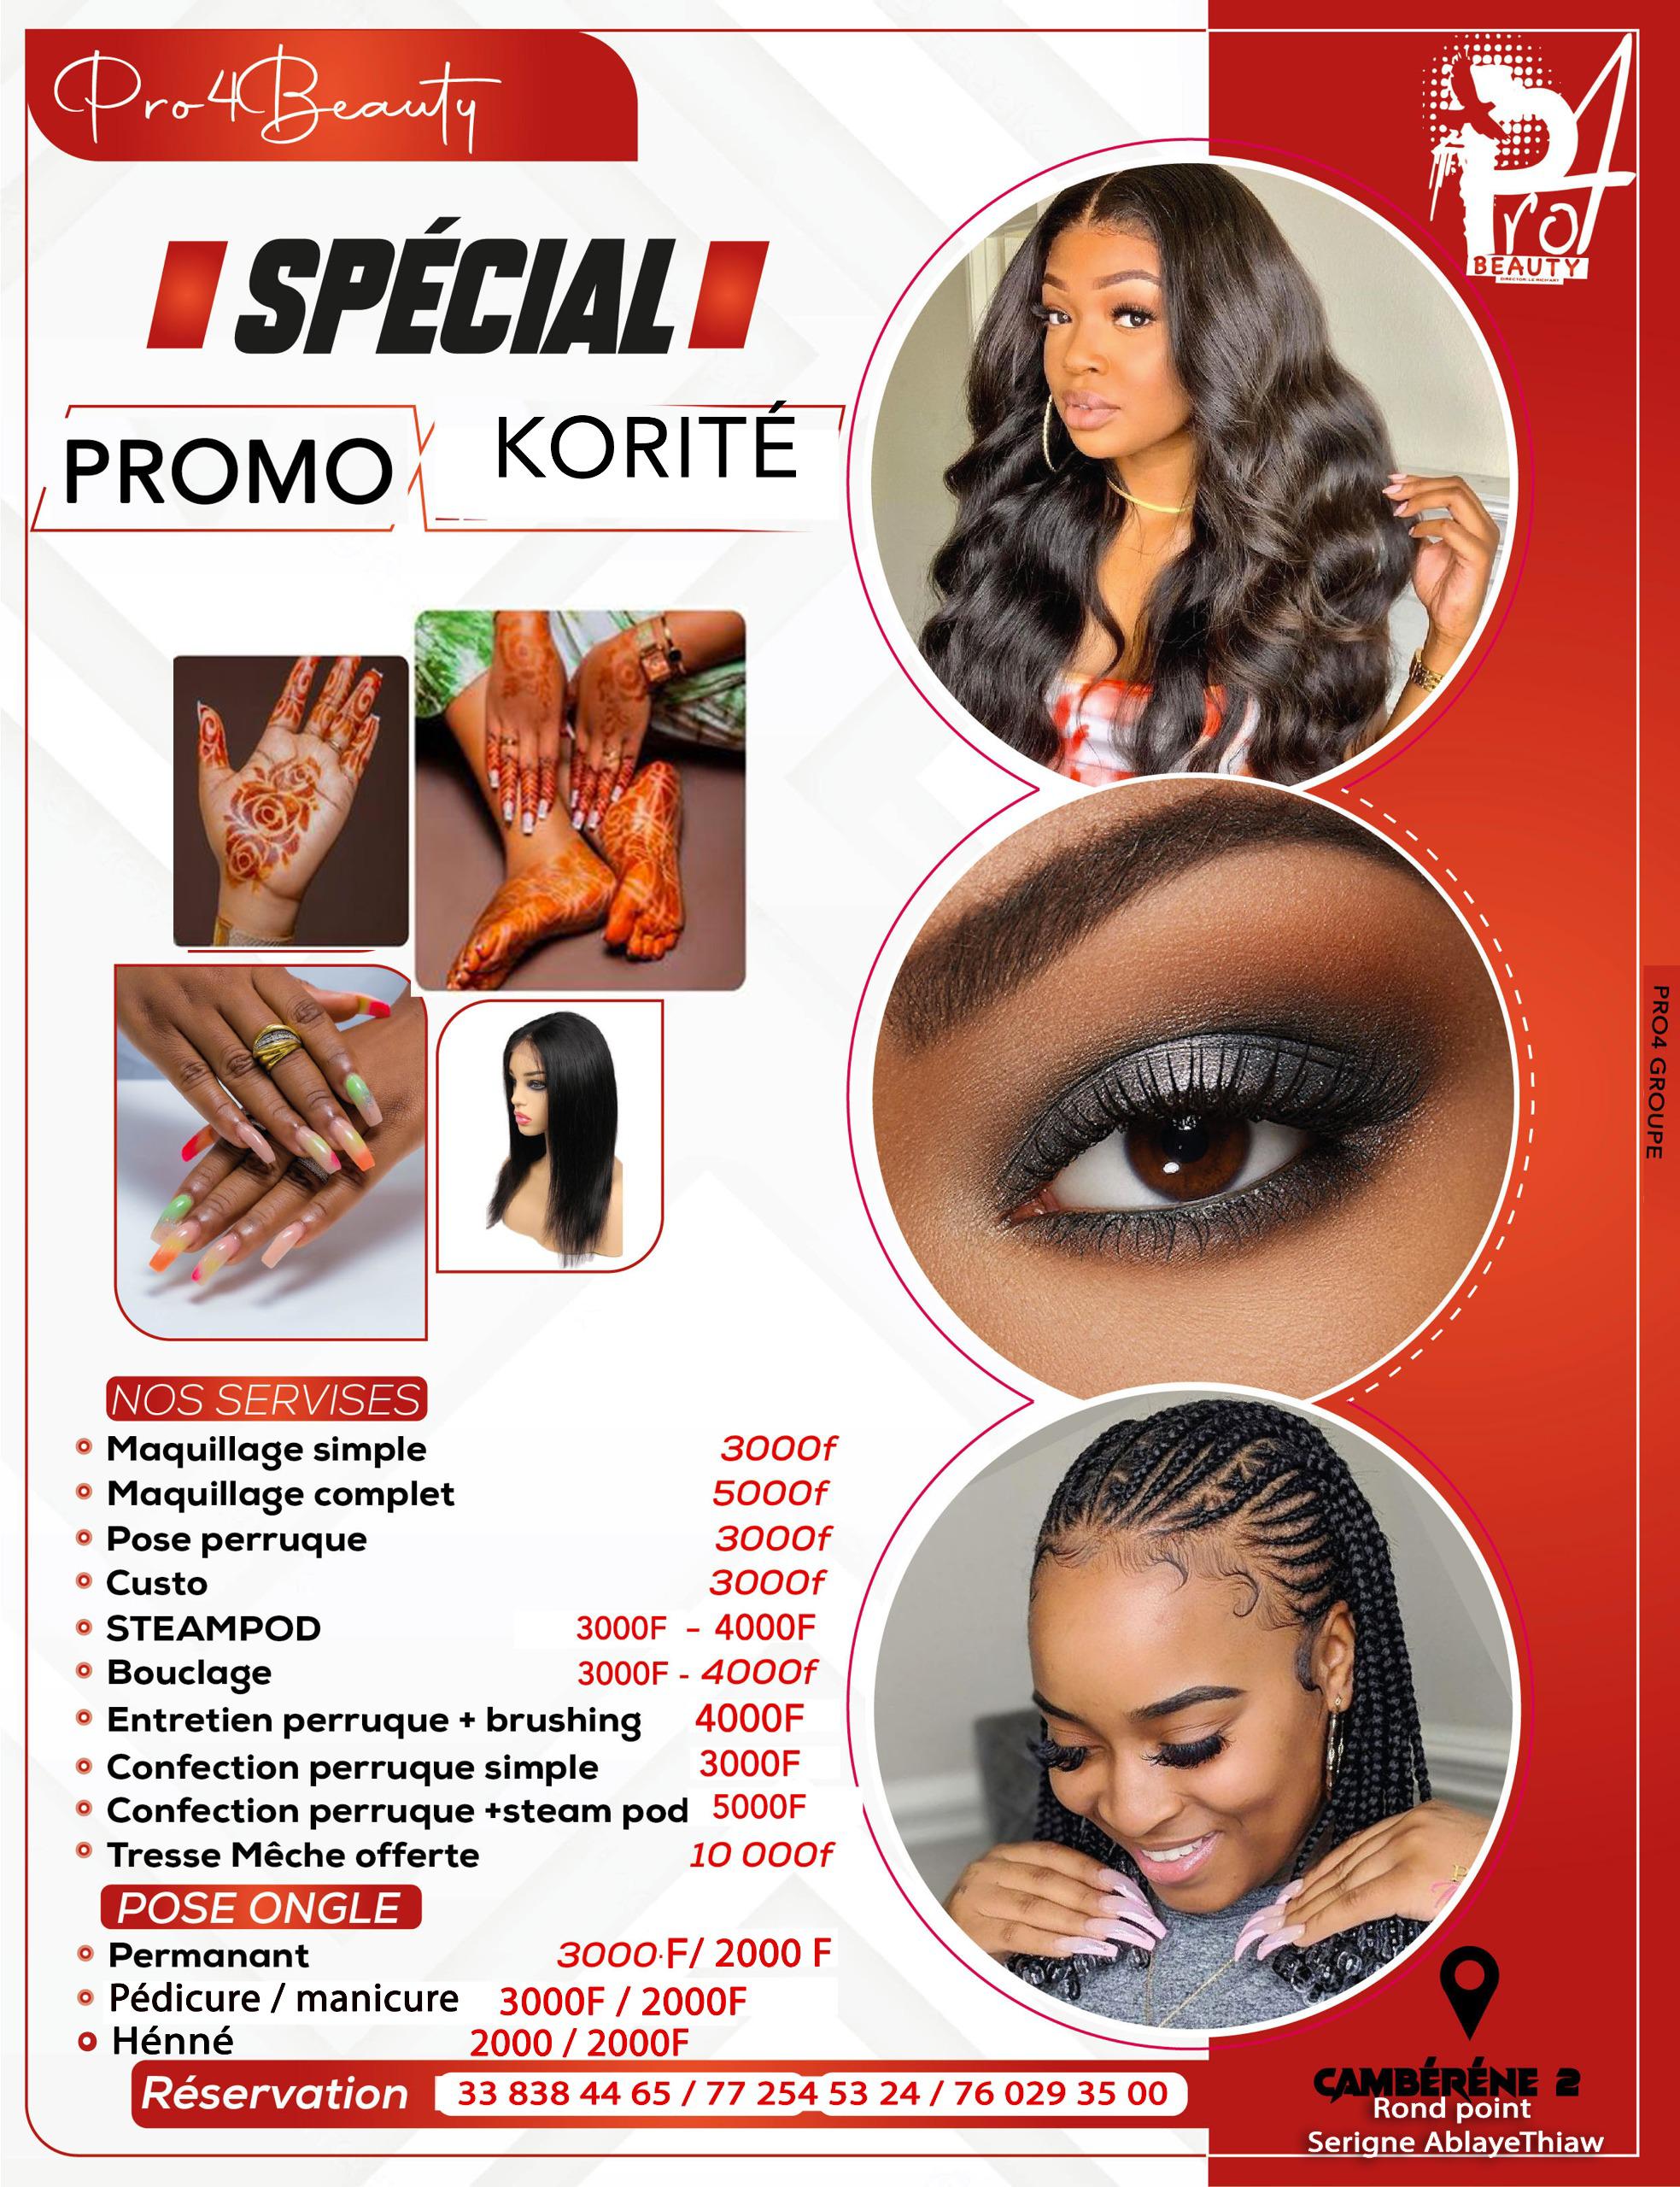 Pro4Beauty
Pro4
BEAUTY
SPÉCIAL
PROMO
KORITÉ
PRO4 GROUPE
NOS SERVISES
Maquillage simple 3000f
Maquillage complet 5000f
Pose perruque 3000f
Custo 3000f
STEAMPOD 3000F - 4000F
Bouclage 3000F - 4000f
Entretien perruque + brushing 4000F
Confection perruque simple 3000F
Confection perruque +steam pod 5000F
Tresse Mêche offerte 10 000f
POSE ONGLE
Permanant 3000.F/ 2000 F
Pédicure / manicure 3000F / 2000F
Hénné 2000 / 2000F
Réservation 33 838 44 65 / 77 254 53 24 / 76 029 35 00
CAMBÉRÉNE 2
Rond point
Serigne AblayeThiaw